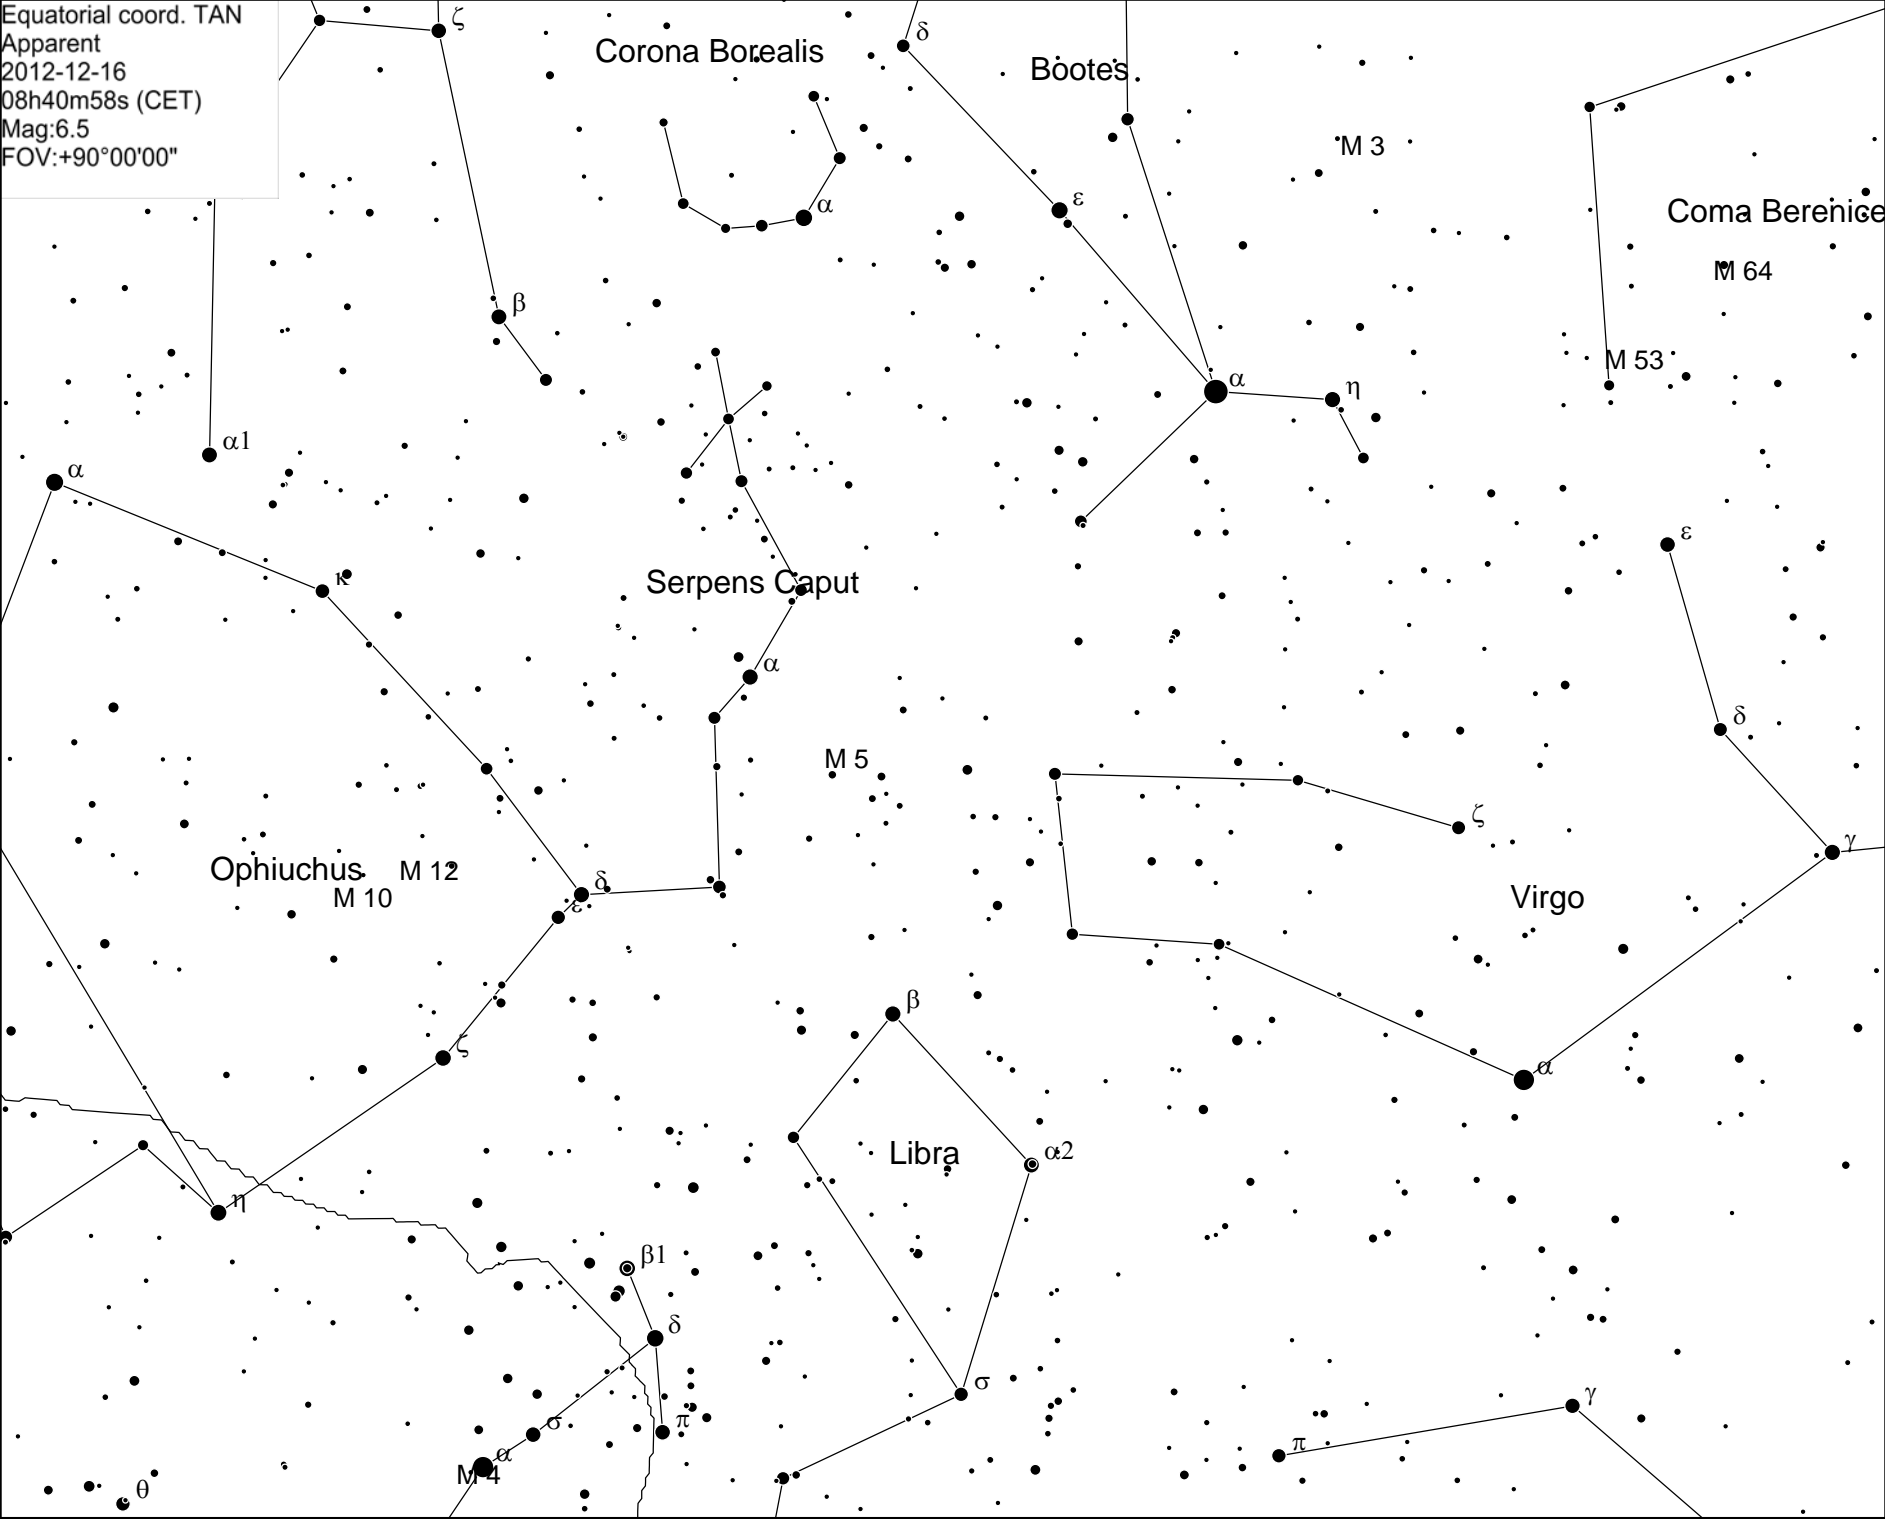 Equatorial coord. TAN
Apparent
2012-12-16
08h40m58s (CET)
Mag:6.5
FOV:+90°00'00"
ζ
Corona Borealis
δ
Bootes
M 3
α
ε
Coma Berenice
M 64
β
M 53
α
η
α1
α
ε
κ
Serpens Caput
α
δ
M 5
ζ
γ
Ophiuchus
M 12
M 10
δ
ε
Virgo
β
ζ
α
Libra
α2
η
β1
δ
σ
γ
σ
π
π
α
M 4
θ